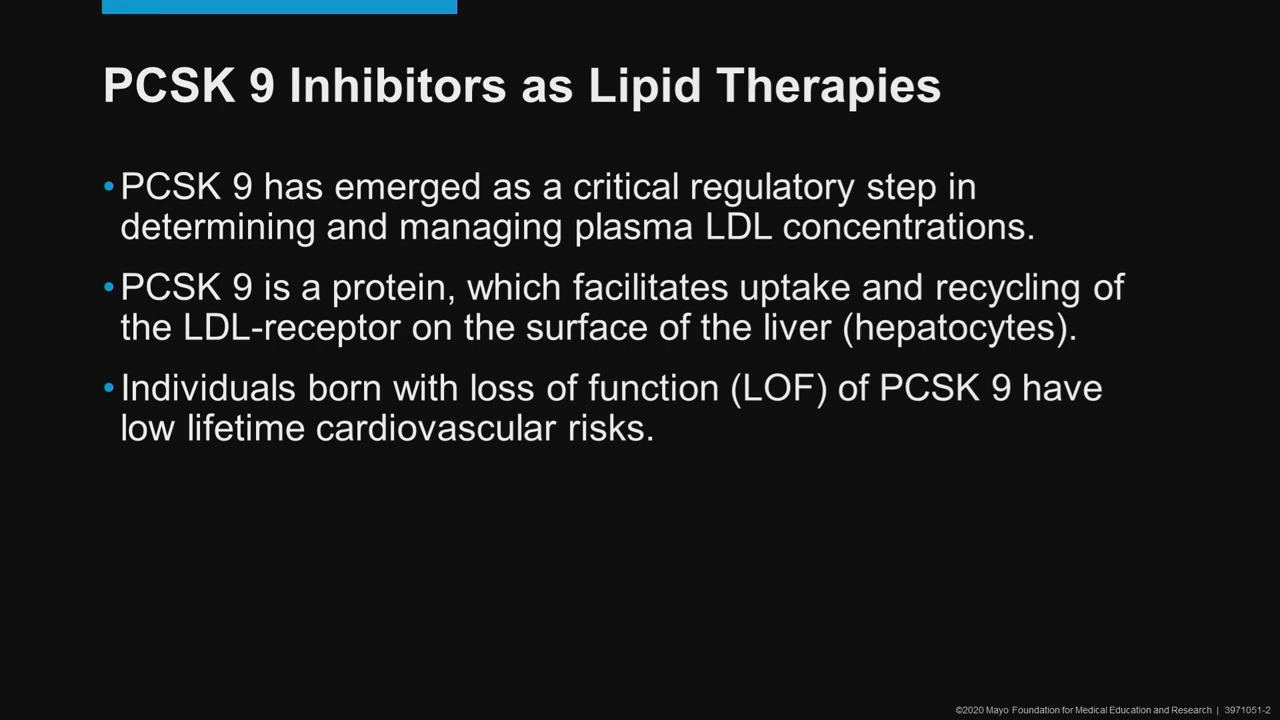 PCSK 9 Inhibitors as Lipid Therapies
•PCSK 9 has emerged as a critical regulatory step in
determining and managing plasma LDL concentrations.
•PCSK 9 is a protein, which facilitates uptake and recycling of
the LDL-receptor on the surface of the liver (hepatocytes).
•Individuals born with loss of function (LOF) of PCSK 9 have
low lifetime cardiovascular risks.
©2020 Mayo Foundation for Medical Education and Research | 3971051-2